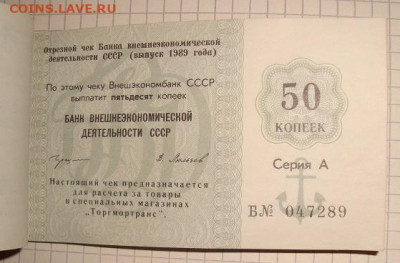 COINS.LAVE.RU
Отрезной чек Банка внешнеэкономической
деятельности СССР (выпуск 1989 года)
По этому чеку Внешэкономбанк СССР
выплатит пятьдесят копеек
БАНК ВНЕШНЕЭКОНОМИЧЕСКОЙ
ДЕЯТЕЛЬНОСТИ СССР
Настоящий чек предназначается
для расчета за товары
в специальных магазинах
„Торгмортранс".
50
КОПЕЕК
Серия А
В№ 047289